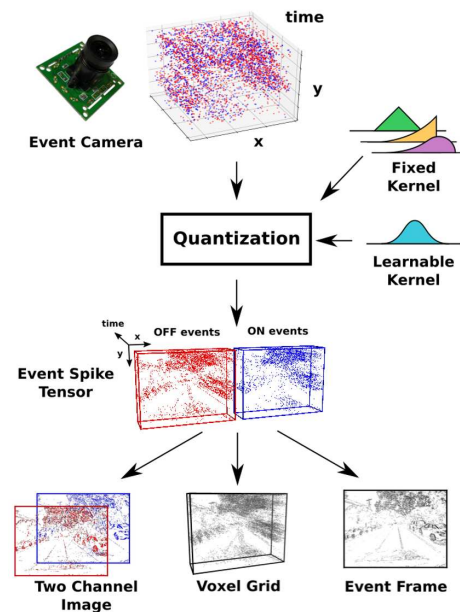 time
y
x
Event Camera
Fixed
Kernel
Quantization
Learnable
Kernel
time
x
y
OFF events
ON events
Event Spike
Tensor
Two Channel
Image
Voxel Grid
Event Frame